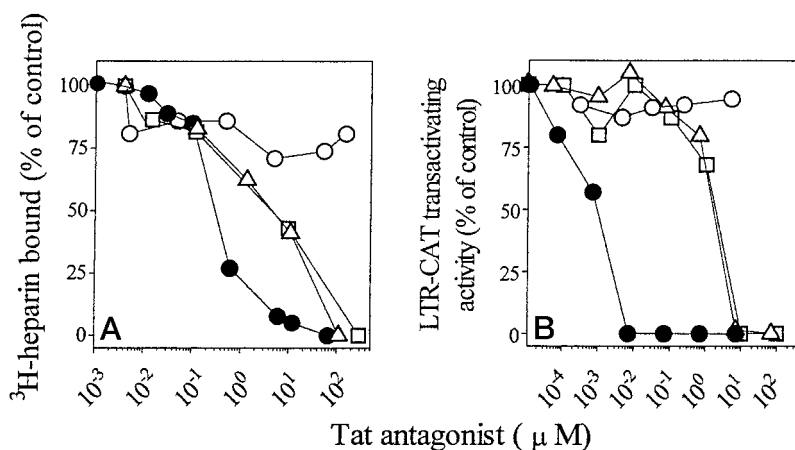 ³H-heparin bound (% of control)
100
75
50
25
0
A
10⁻³ 10⁻² 10⁻¹ 10⁰ 10¹ 10²
LTR-CAT transactivating
activity (% of control)
100
75
50
25
0
B
10⁻⁴ 10⁻³ 10⁻² 10⁻¹ 10⁰ 10¹ 10²
Tat antagonist ( μ M)